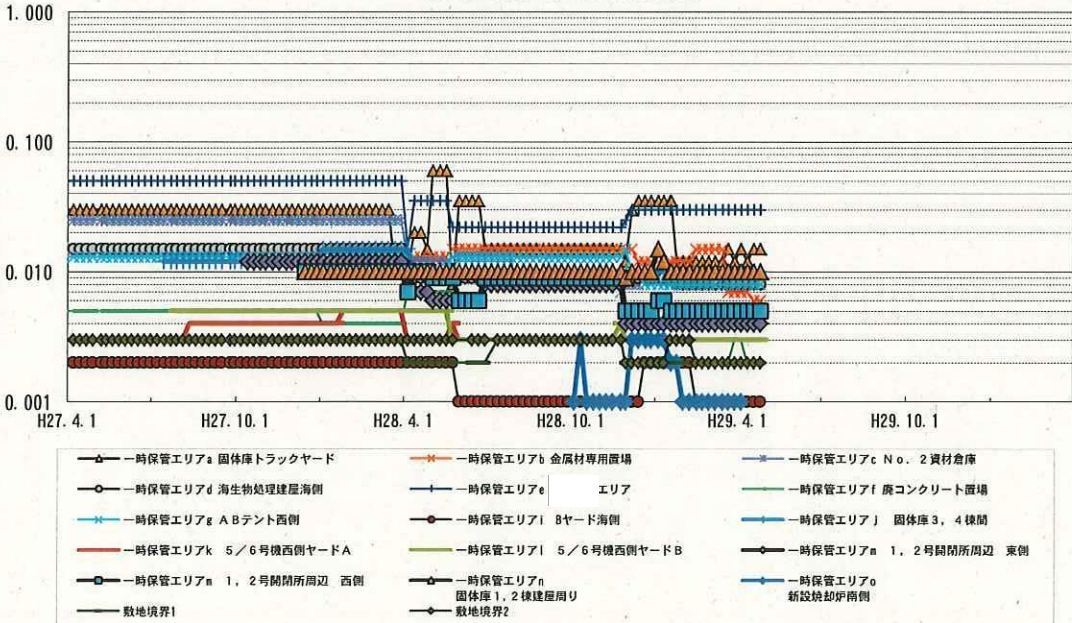 1.000
0.100
0.010
0.001
H27.4.1 H27.10.1 H28.4.1 H28.10.1 H29.4.1 H29.10.1
一時保管エリアa 固体庫トラックヤード 一時保管エリアb 金属材専用置場 一時保管エリアc No．2資材倉庫
一時保管エリアd 海生物処理建屋海側 一時保管エリアe エリア 一時保管エリアf 廃コンクリート置場
一時保管エリアg ABテント西側 一時保管エリアi Bヤード海側 一時保管エリアj 固体庫3，4棟間
一時保管エリアk 5／6号機西側ヤードA 一時保管エリアl 5／6号機西側ヤードB 一時保管エリアm 1，2号開閉所周辺 東側
一時保管エリアm 1，2号開閉所周辺 西側 一時保管エリアn 一時保管エリアo
固体庫1,2棟建屋周り 新設焼却炉南側
敷地境界1 敷地境界2